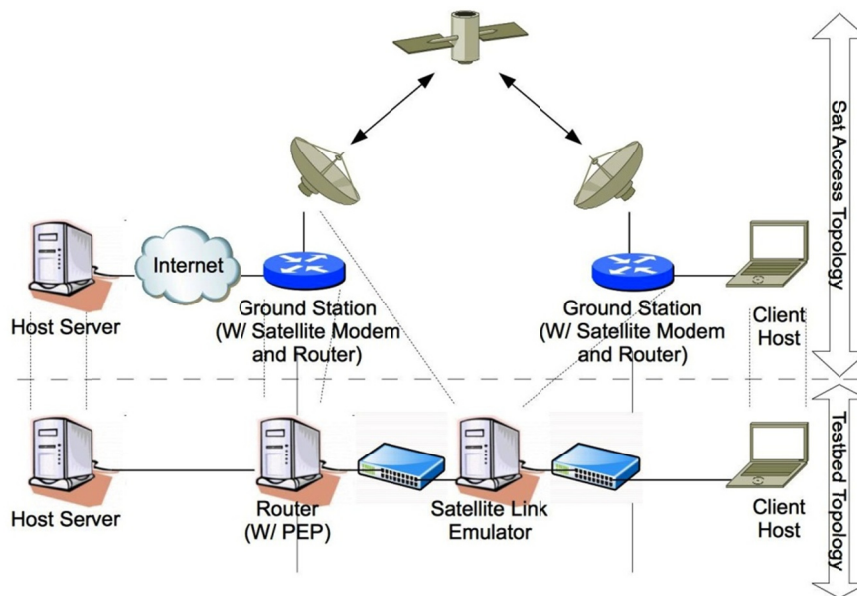 Sat Access Topology
Internet
Host Server
Ground Station
(W/ Satellite Modem
and Router)
Ground Station
(W/ Satellite Modem
and Router)
Client
Host
Testbed Topology
Host Server
Router
(W/ PEP)
Satellite Link
Emulator
Client
Host